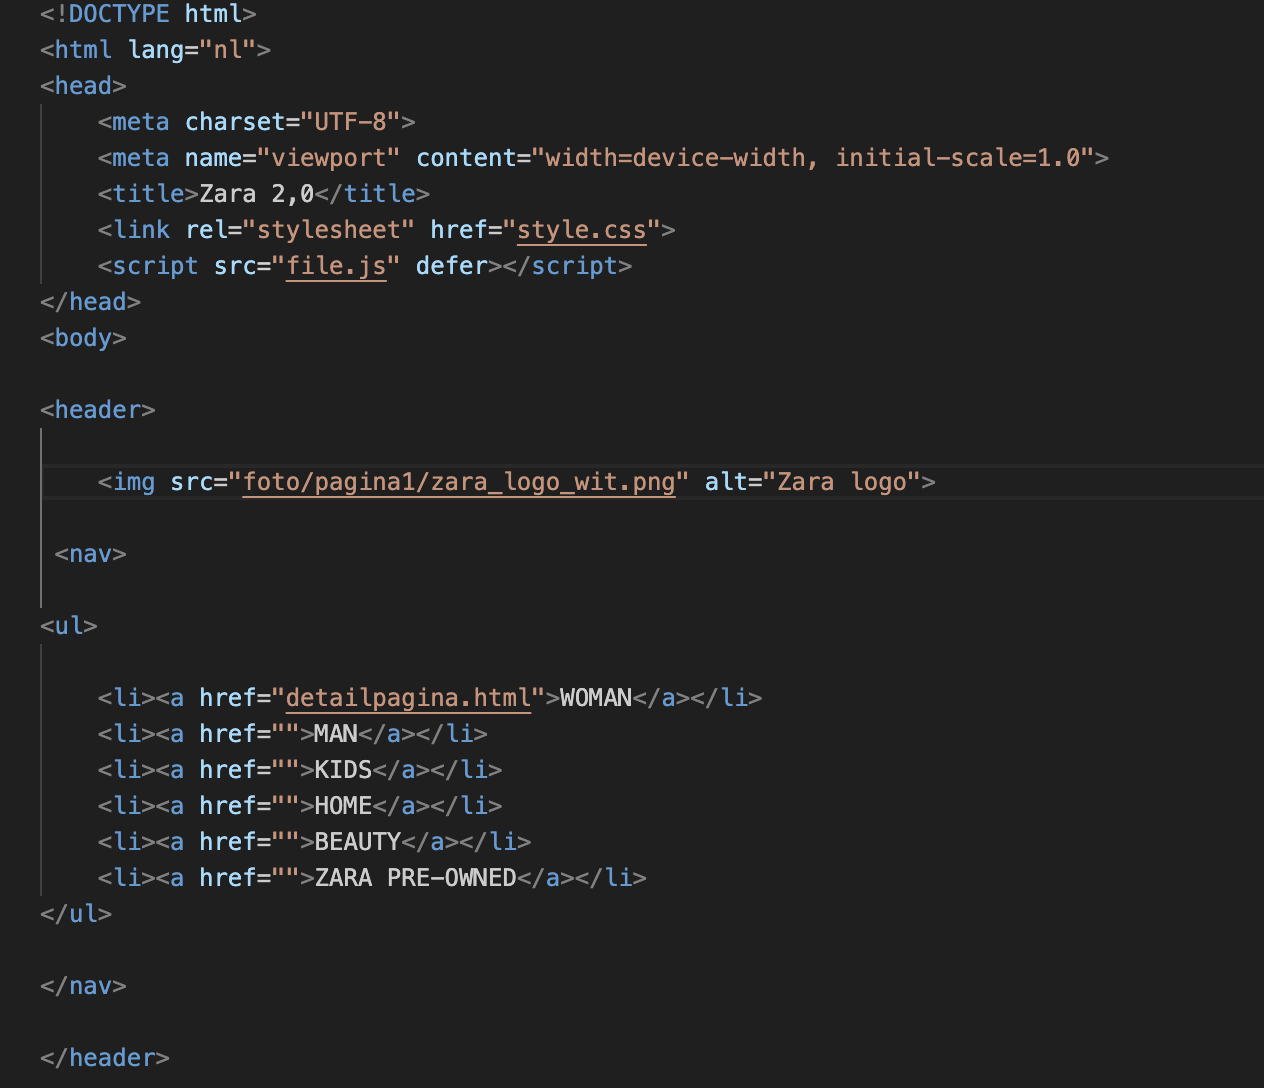 <!DOCTYPE html>
<html lang="nl">
<head>
    <meta charset="UTF-8">
    <meta name="viewport" content="width=device-width, initial-scale=1.0">
    <title>Zara 2,0</title>
    <link rel="stylesheet" href="style.css">
    <script src="file.js" defer></script>
</head>
<body>
<header>
    <img src="foto/pagina1/zara_logo_wit.png" alt="Zara logo">
 <nav>
<ul>
    <li><a href="detailpagina.html">WOMAN</a></li>
    <li><a href="">MAN</a></li>
    <li><a href="">KIDS</a></li>
    <li><a href="">HOME</a></li>
    <li><a href="">BEAUTY</a></li>
    <li><a href="">ZARA PRE-OWNED</a></li>
</ul>
</nav>
</header>